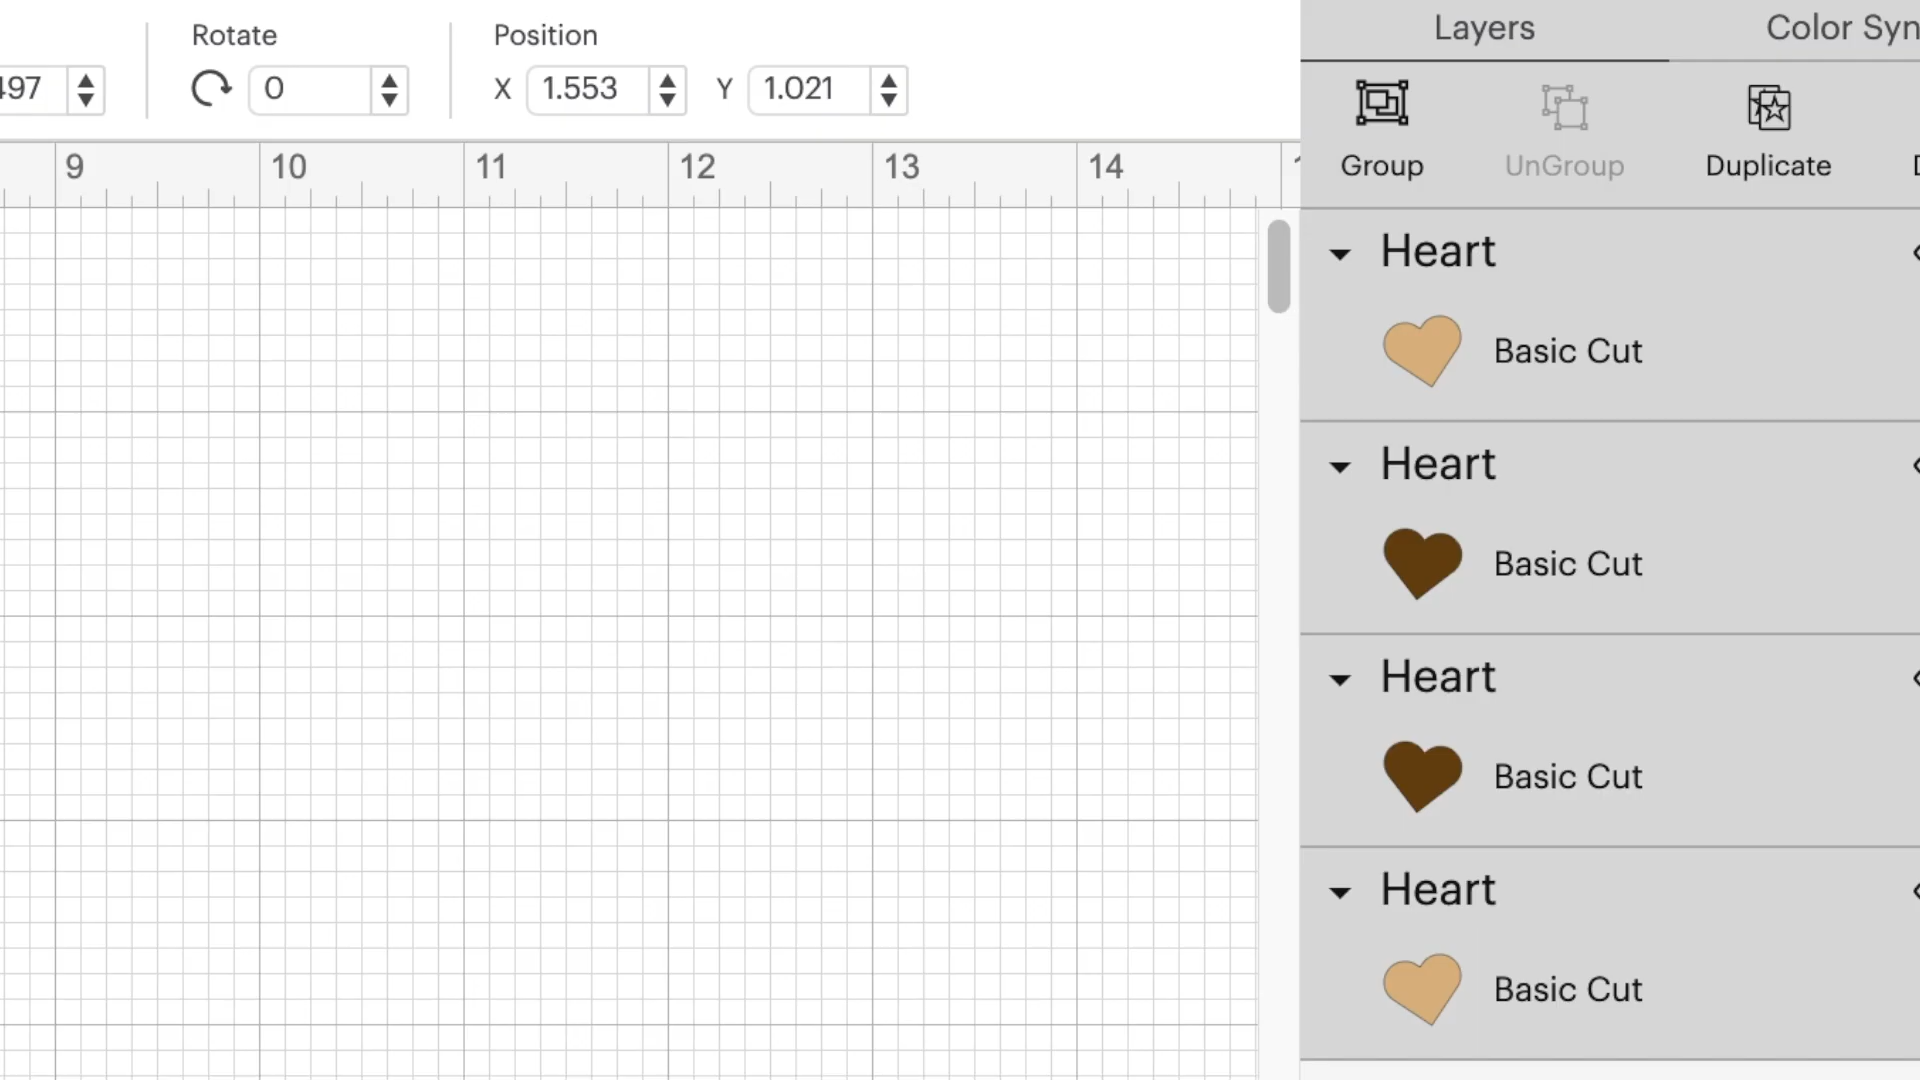 Rotate
Position
497
0
X 1.553
Y 1.021
9 10 11 12 13 14
Layers
Color Syn
Group
UnGroup
Duplicate
Heart
Basic Cut
Heart
Basic Cut
Heart
Basic Cut
Heart
Basic Cut